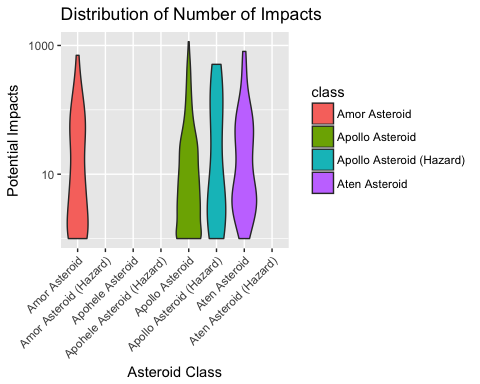 Distribution of Number of Impacts
1000
10
Potential Impacts
Amor Asteroid
Amor Asteroid (Hazard)
Apohele Asteroid
Apohele Asteroid (Hazard)
Apollo Asteroid
Apollo Asteroid (Hazard)
Aten Asteroid
Aten Asteroid (Hazard)
Asteroid Class
class
Amor Asteroid
Apollo Asteroid
Apollo Asteroid (Hazard)
Aten Asteroid